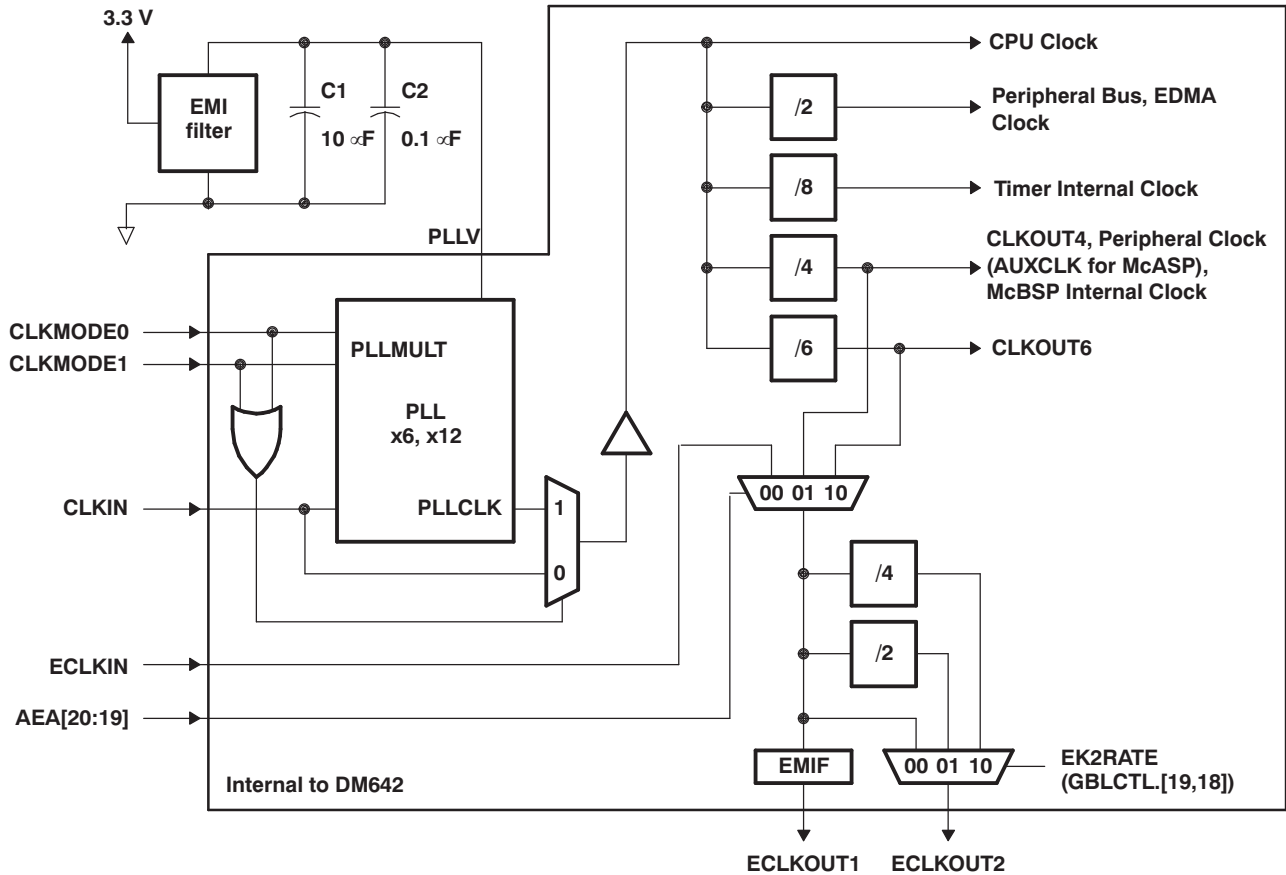 3.3 V
EMI
filter
C1
10 ∝F
C2
0.1 ∝F
PLLV
CPU Clock
/2
Peripheral Bus, EDMA
Clock
/8
Timer Internal Clock
/4
CLKOUT4, Peripheral Clock
(AUXCLK for McASP),
McBSP Internal Clock
/6
CLKOUT6
CLKMODE0
CLKMODE1
PLLMULT
PLL
x6, x12
CLKIN
PLLCLK
1
0
00 01 10
/4
/2
ECLKIN
AEA[20:19]
EMIF
00 01 10
EK2RATE
(GBLCTL.[19,18])
Internal to DM642
ECLKOUT1
ECLKOUT2